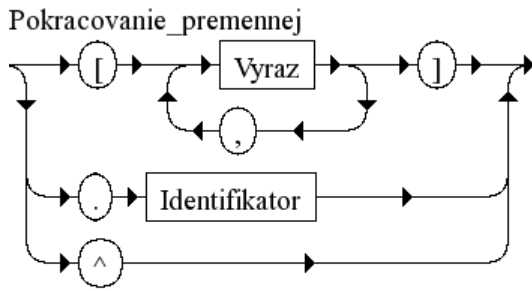 Pokracovanie_premennej
[ Vyraz ]
,
. Identifikator
^